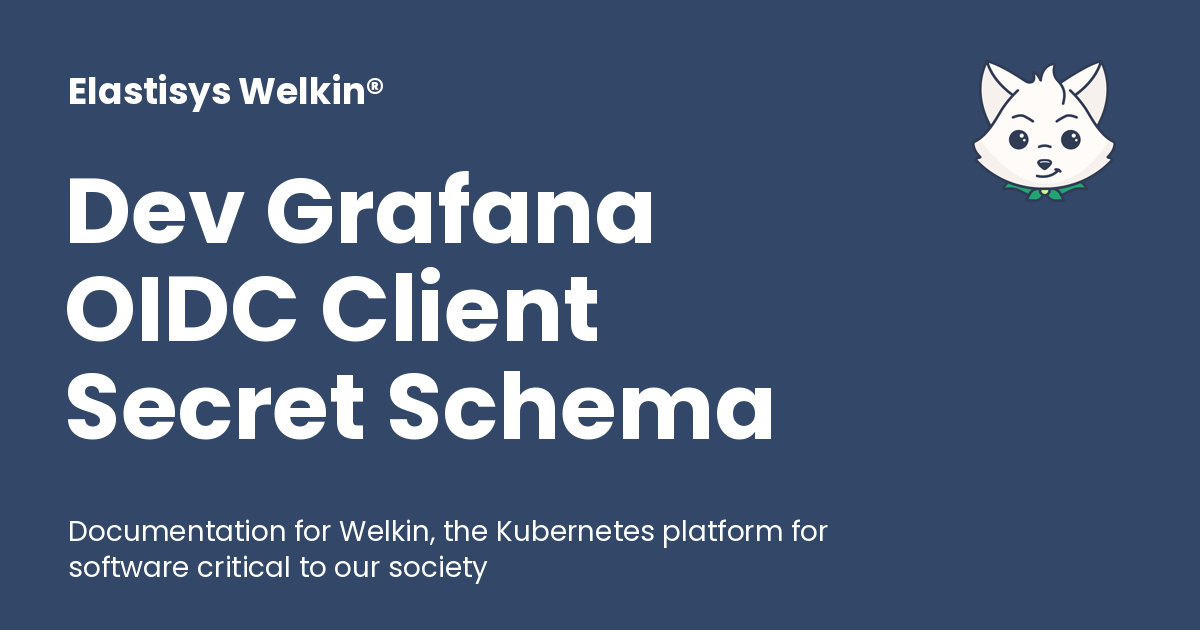 Elastisys Welkin®
Dev Grafana
OIDC Client
Secret Schema
Documentation for Welkin, the Kubernetes platform for
software critical to our society